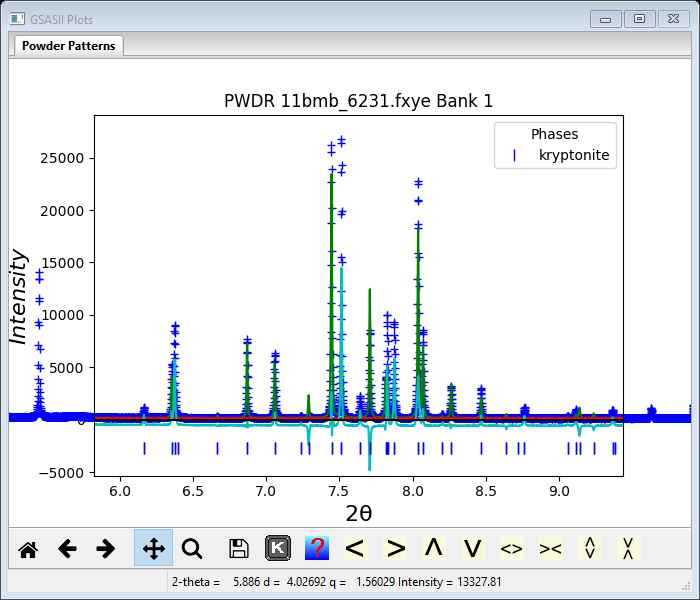 GSASII Plots
Powder Patterns
PWDR 11bmb_6231.fxye Bank 1
Phases
kryptonite
25000
20000
15000
10000
5000
0
−5000
Intensity
6.0 6.5 7.0 7.5 8.0 8.5 9.0
2θ
K ? < > Λ V <> >< 
2-theta = 5.886 d = 4.02692 q = 1.56029 Intensity = 13327.81